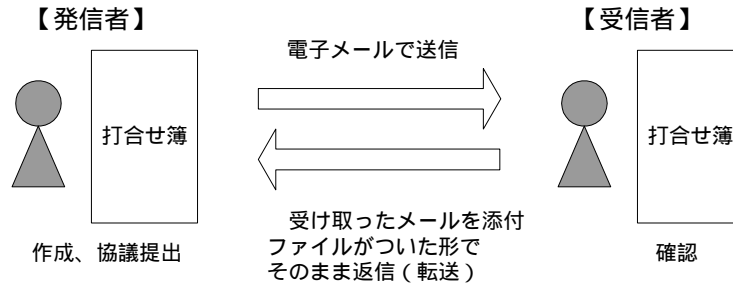 【発信者】
【受信者】
電子メールで送信
打合せ簿
打合せ簿
受け取ったメールを添付
ファイルがついた形で
そのまま返信（転送）
作成、協議提出
確認